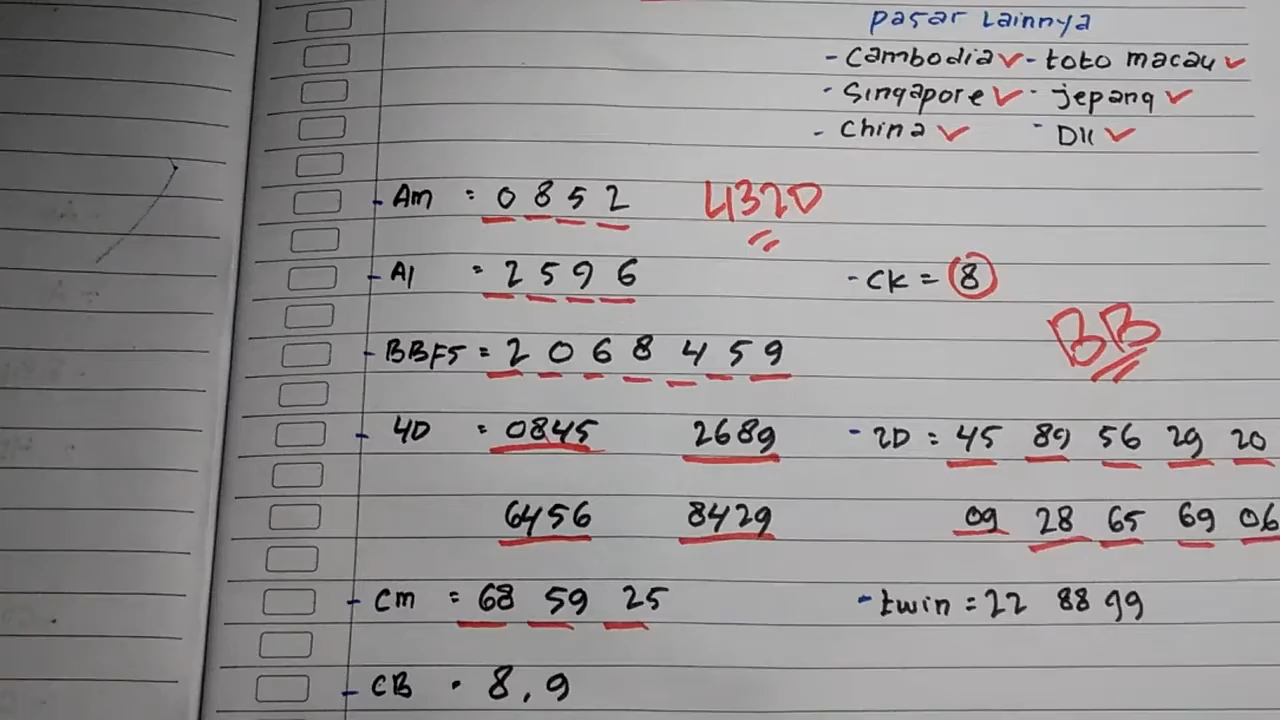 pasar lainnya
- Cambodia ✓ - toto macau ✓
- Singapore ✓ - jepang ✓
- China ✓ - Dll ✓
- Am = 0 8 5 2 4320
- AI = 2 5 9 6 - CK = 8
BB
- BBFS = 2 0 6 8 4 5 9
- 4D = 0845 2689 - 2D = 45 89 56 29 20
6456 8429 09 28 65 69 06
- Cm = 68 59 25 - twin = 22 88 99
- CB = 8, 9